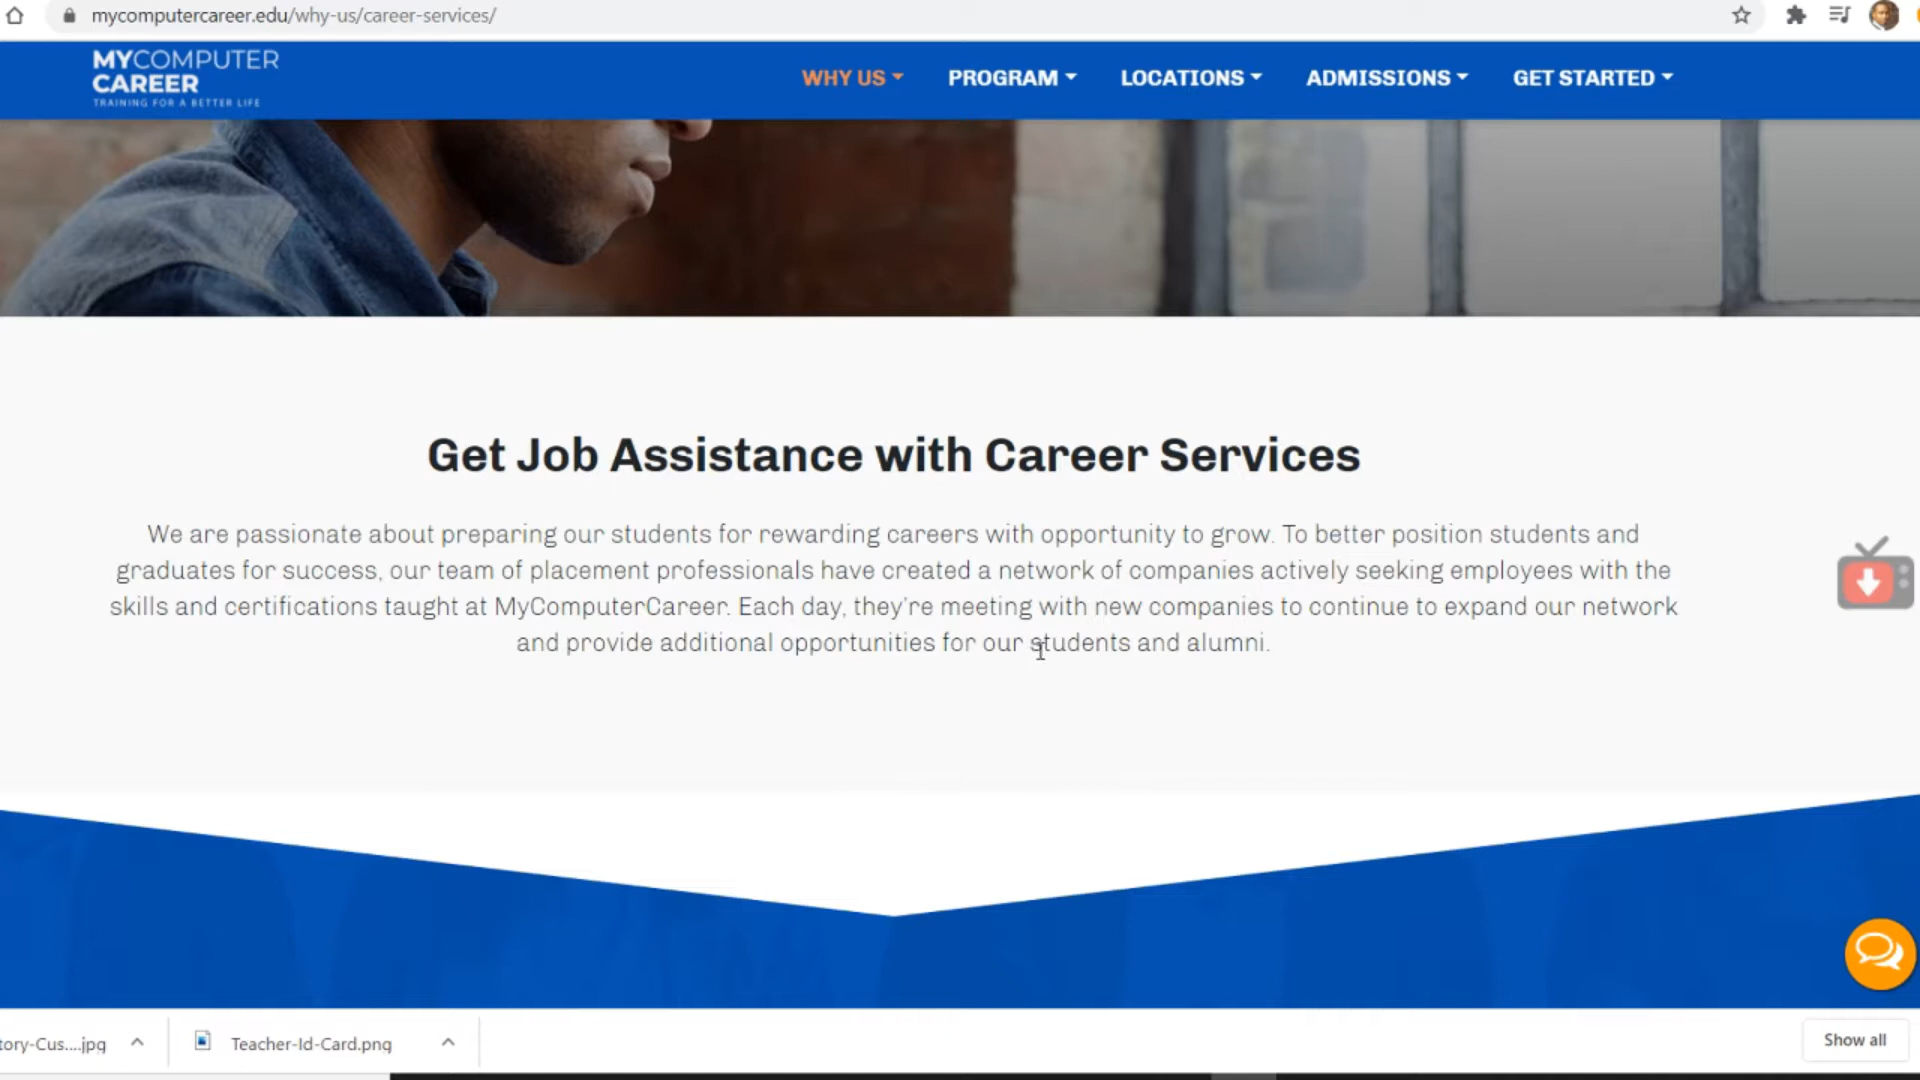 mycomputercareer.edu/why-us/career-services/
MYCOMPUTER
CAREER
TRAINING FOR A BETTER LIFE
WHY US PROGRAM LOCATIONS ADMISSIONS GET STARTED
Get Job Assistance with Career Services
We are passionate about preparing our students for rewarding careers with opportunity to grow. To better position students and
graduates for success, our team of placement professionals have created a network of companies actively seeking employees with the
skills and certifications taught at MyComputerCareer. Each day, they're meeting with new companies to continue to expand our network
and provide additional opportunities for our students and alumni.
tory-Cus....jpg Teacher-Id-Card.png Show all